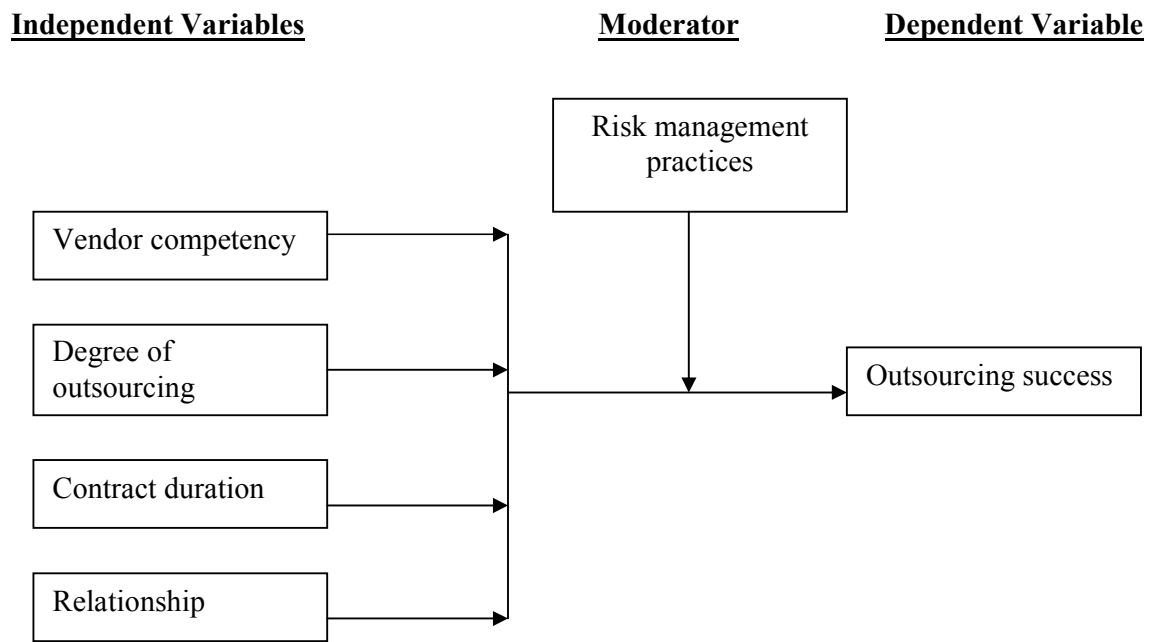 Independent Variables
Moderator
Dependent Variable
Risk management
practices
Vendor competency
Degree of
outsourcing
Outsourcing success
Contract duration
Relationship